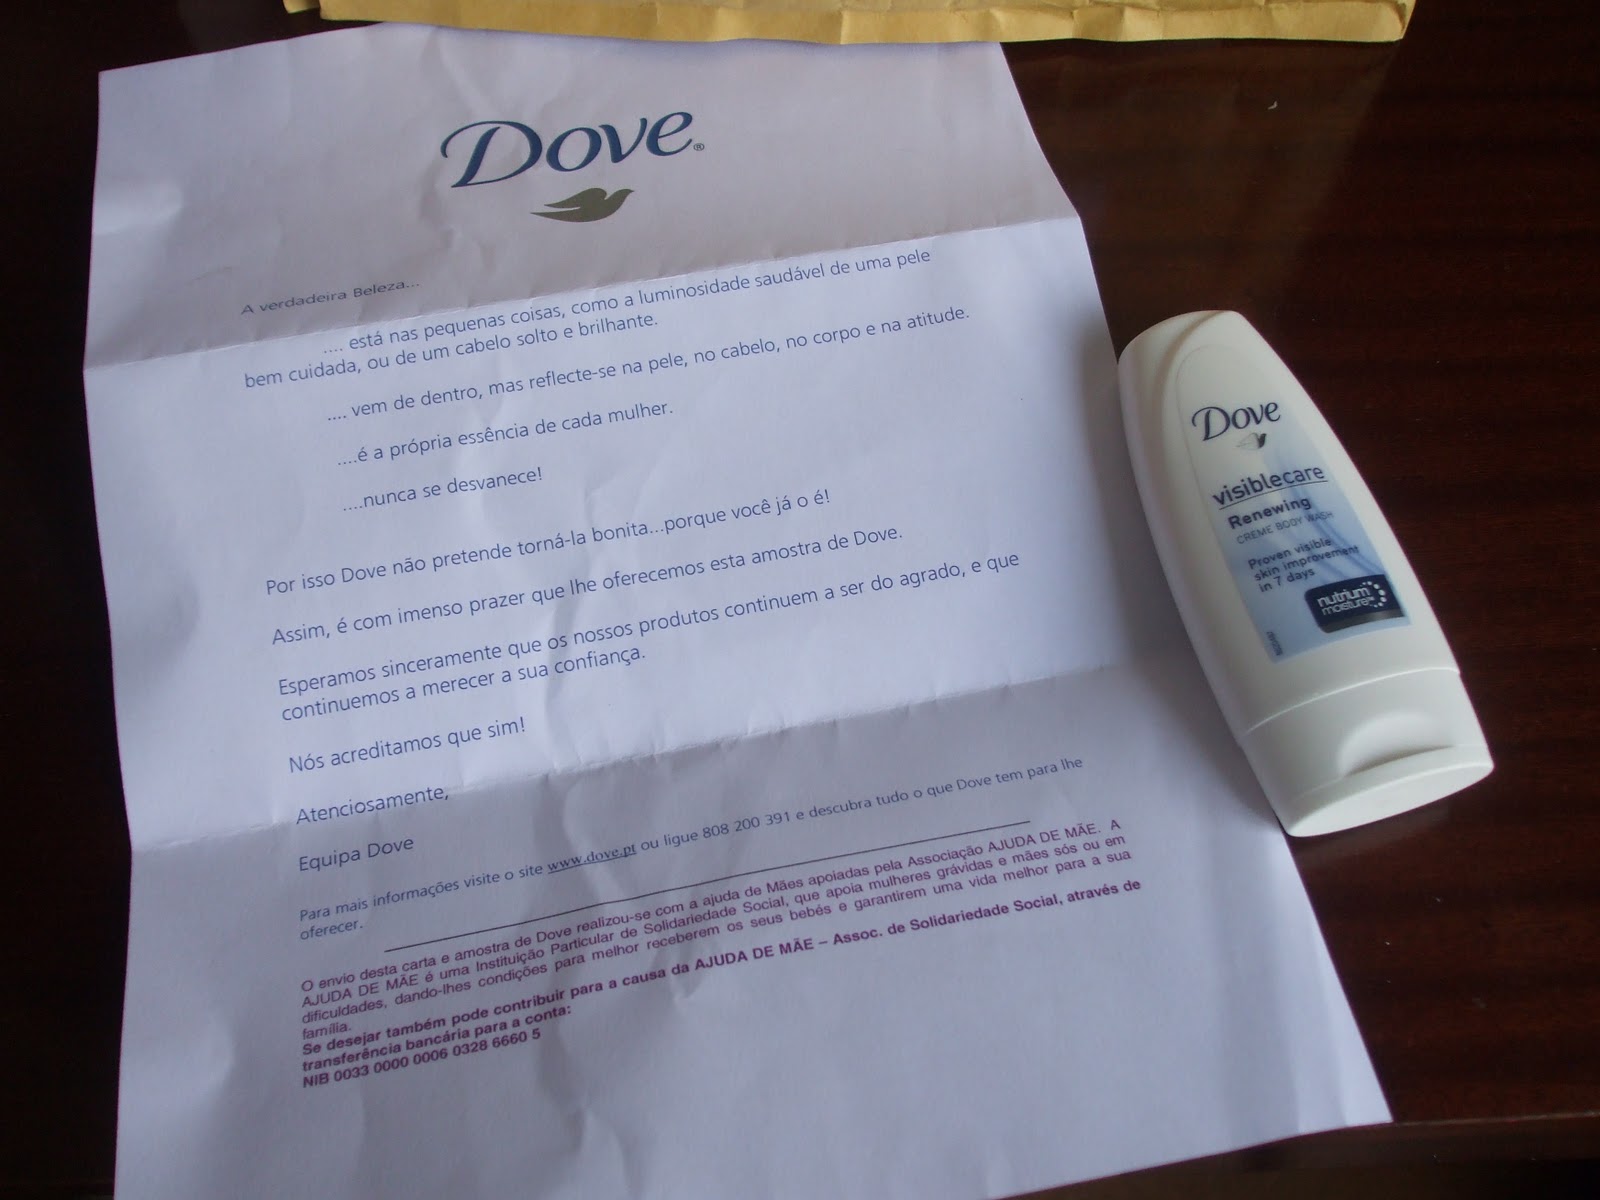 Dove®
A verdadeira Beleza...
.... está nas pequenas coisas, como a luminosidade saudável de uma pele
bem cuidada, ou de um cabelo solto e brilhante.
.... vem de dentro, mas reflecte-se na pele, no cabelo, no corpo e na atitude.
....é a própria essência de cada mulher.
....nunca se desvanece!
Por isso Dove não pretende torná-la bonita...porque você já o é!
Assim, é com imenso prazer que lhe oferecemos esta amostra de Dove.
Esperamos sinceramente que os nossos produtos continuem a ser do agrado, e que
continuemos a merecer a sua confiança.
Nós acreditamos que sim!
Atenciosamente,
Equipa Dove
Para mais informações visite o site www.dove.pt ou ligue 808 200 391 e descubra tudo o que Dove tem para lhe
oferecer.
O envio desta carta e amostra de Dove realizou-se com a ajuda de Mães apoiadas pela Associação AJUDA DE MÃE. A
AJUDA DE MÃE é uma Instituição Particular de Solidariedade Social, que apoia mulheres grávidas e mães sós ou em
dificuldades, dando-lhes condições para melhor receberem os seus bebés e garantirem uma vida melhor para a sua
família.
Se desejar também pode contribuir para a causa da AJUDA DE MÃE – Assoc. de Solidariedade Social, através de
transferência bancária para a conta:
NIB 0033 0000 0006 0328 6660 5
Dove
visiblecare
Renewing
CREME BODY WASH
Proven visible
skin improvement
in 7 days
nutrium
moisture™